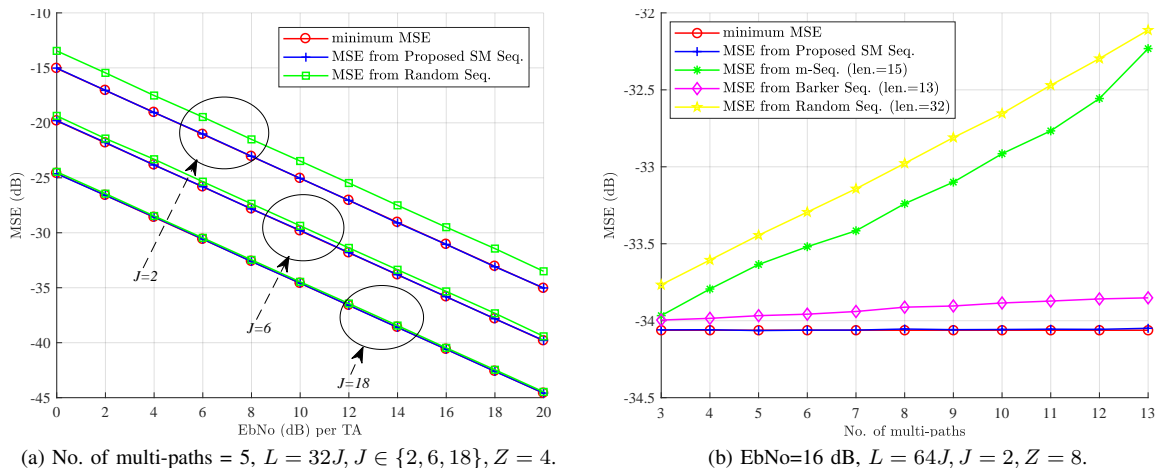 -10
-15
-20
-25
-30
-35
-40
-45
MSE (dB)
minimum MSE
MSE from Proposed SM Seq.
MSE from Random Seq.
J=2
J=6
J=18
0 2 4 6 8 10 12 14 16 18 20
EbNo (dB) per TA
(a) No. of multi-paths = 5, L = 32J, J ∈ {2, 6, 18}, Z = 4.
-32
-32.5
-33
-33.5
-34
-34.5
MSE (dB)
minimum MSE
MSE from Proposed SM Seq.
MSE from m-Seq. (len.=15)
MSE from Barker Seq. (len.=13)
MSE from Random Seq. (len.=32)
3 4 5 6 7 8 9 10 11 12 13
No. of multi-paths
(b) EbNo=16 dB, L = 64J, J = 2, Z = 8.